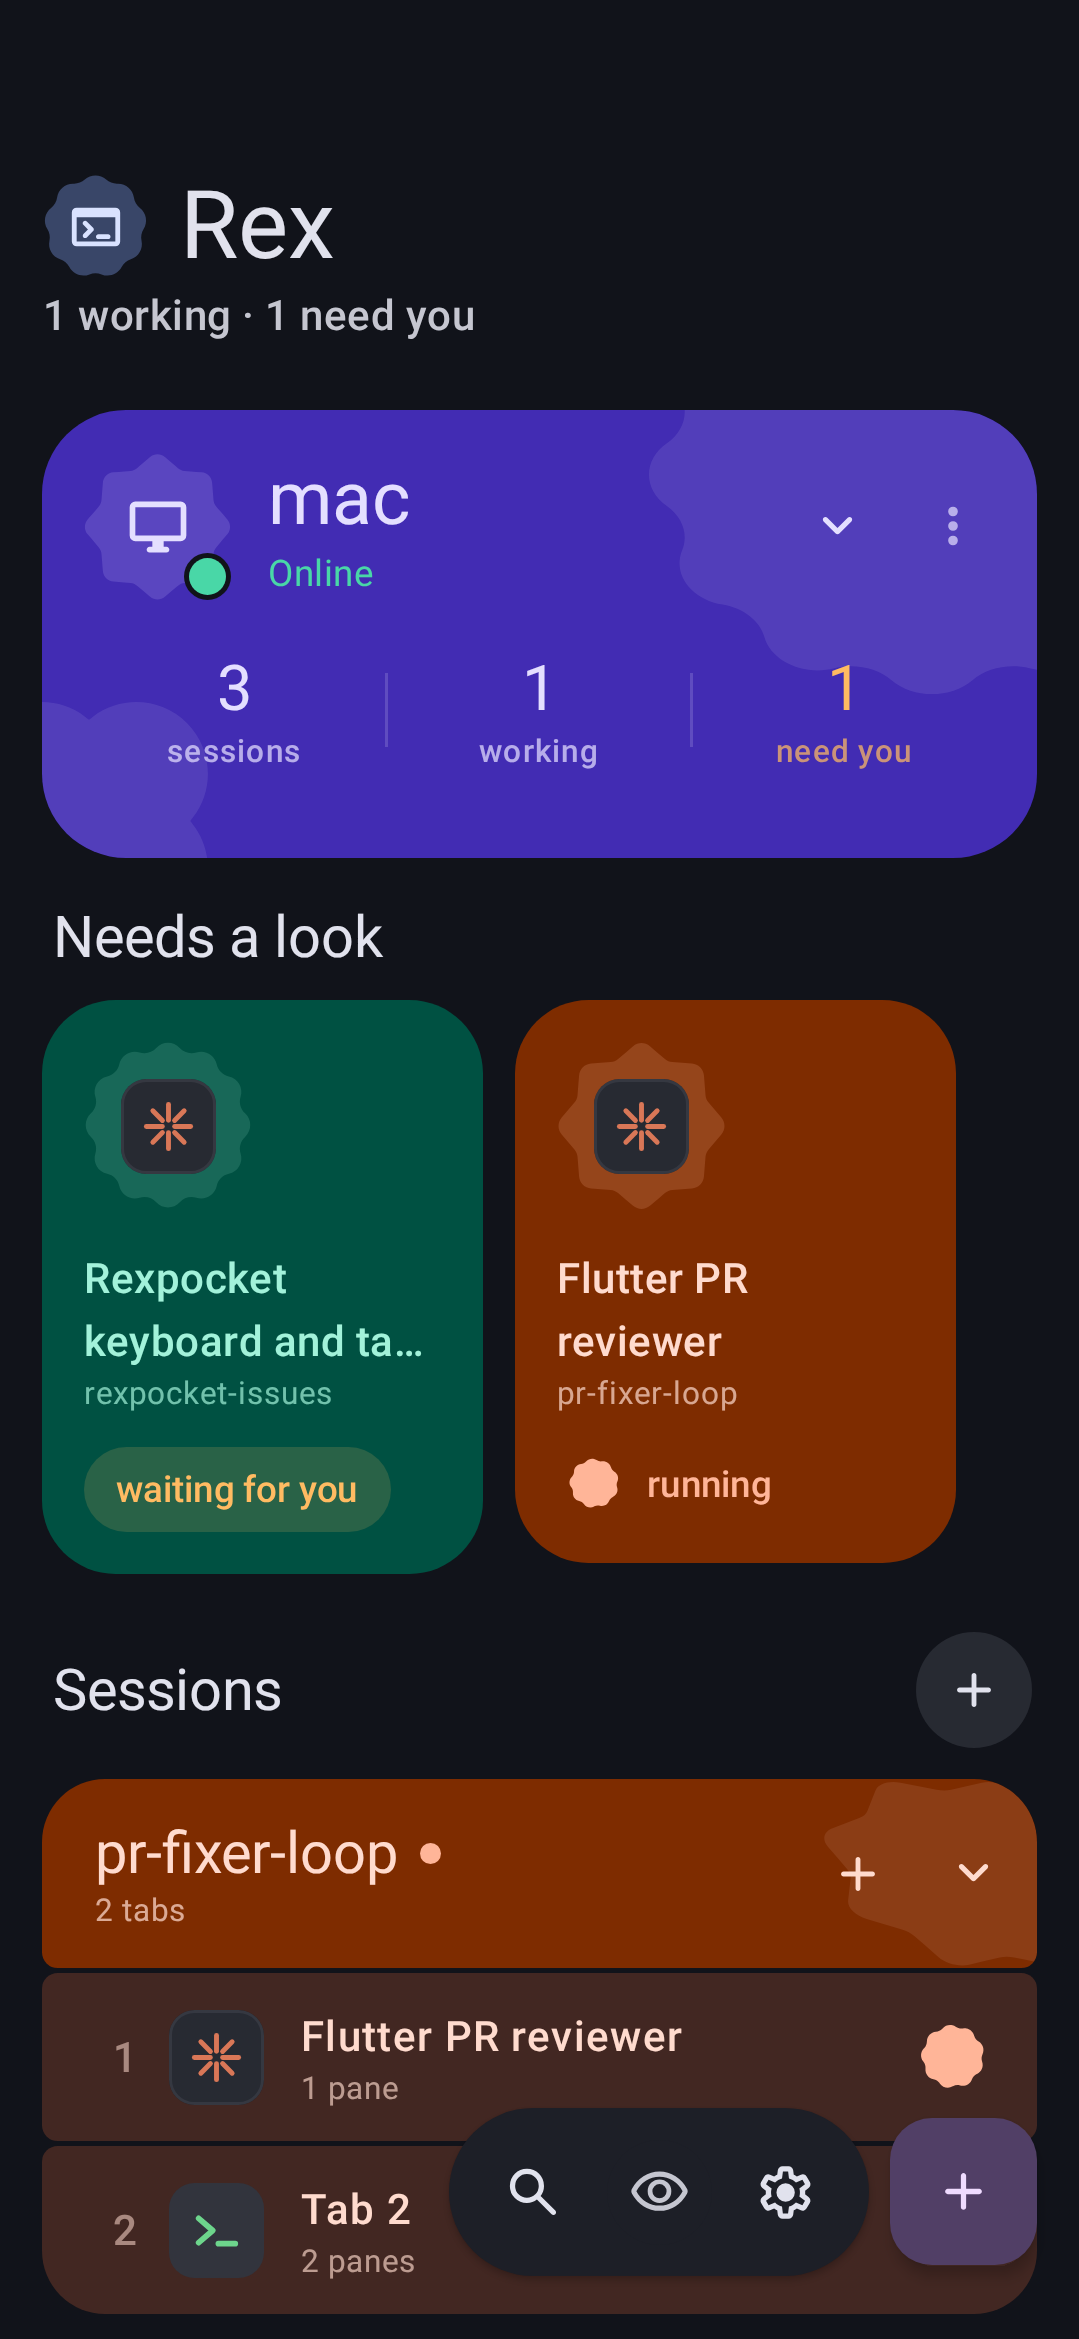 Rex
1 working · 1 need you
mac
Online
3
sessions
1
working
1
need you
Needs a look
Rexpocket
keyboard and ta…
rexpocket-issues
waiting for you
Flutter PR
reviewer
pr-fixer-loop
running
Sessions
pr-fixer-loop
2 tabs
1
Flutter PR reviewer
1 pane
2
Tab 2
2 panes